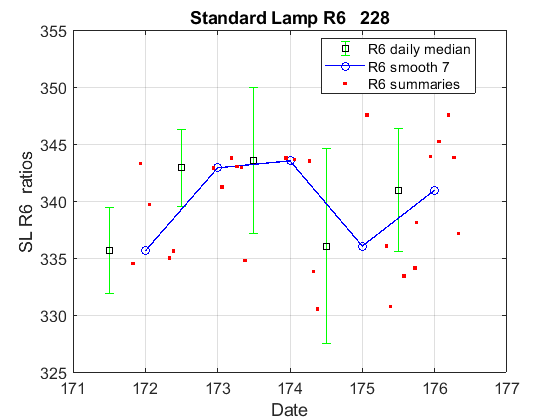 Standard Lamp R6 228
R6 daily median
R6 smooth 7
R6 summaries
355
350
345
340
335
330
325
SL R6 ratios
171
172
173
174
175
176
177
Date